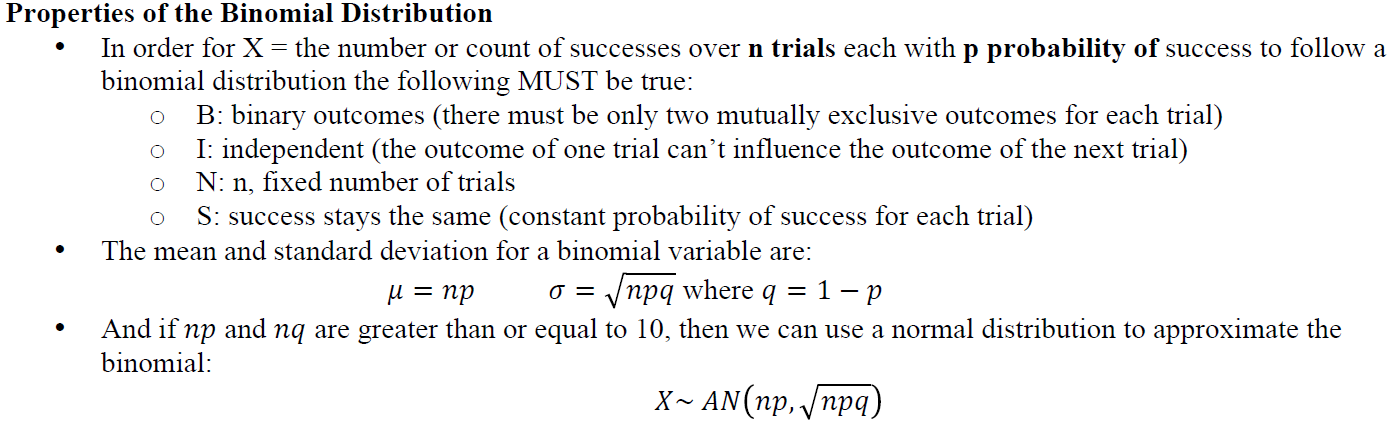 Properties of the Binomial Distribution
• In order for X = the number or count of successes over n trials each with p probability of success to follow a
binomial distribution the following MUST be true:
○ B: binary outcomes (there must be only two mutually exclusive outcomes for each trial)
○ I: independent (the outcome of one trial can’t influence the outcome of the next trial)
○ N: n, fixed number of trials
○ S: success stays the same (constant probability of success for each trial)
• The mean and standard deviation for a binomial variable are:
μ = np σ = √npq where q = 1 − p
• And if np and nq are greater than or equal to 10, then we can use a normal distribution to approximate the
binomial:
X~ AN(np, √npq)